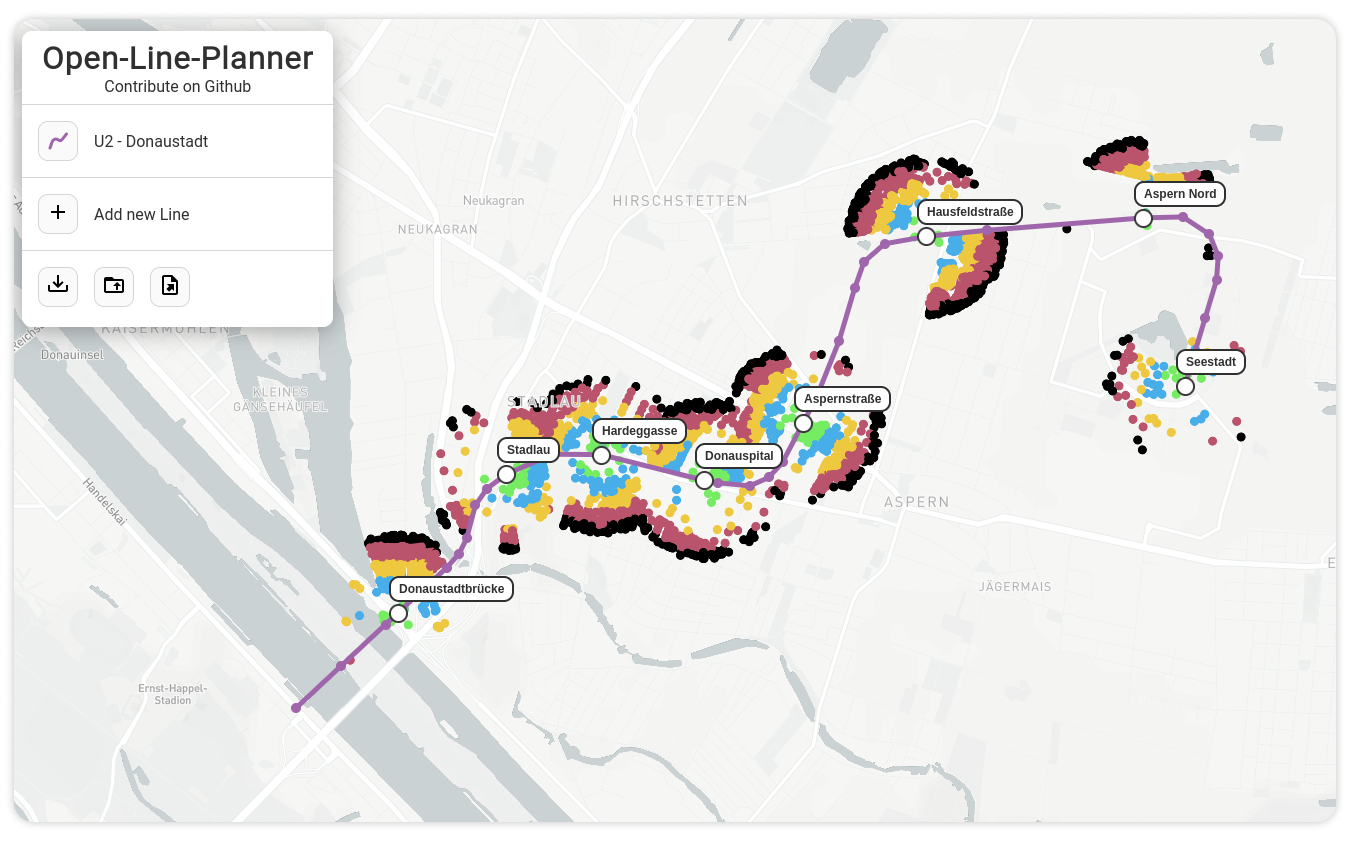 Open-Line-Planner
Contribute on Github
U2 - Donaustadt
Add new Line
Neukagran
HIRSCHSTETTEN
NEUKAGRAN
Aspern Nord
Hausfeldstraße
KAISERMÜHLEN
Donauinsel
Seestadt
KLEINES
GÄNSEHÄUFEL
STADLAU
Aspernstraße
Hardeggasse
Stadlau
Donauspital
Handelskai
ASPERN
Donaustadtbrücke
JÄGERMAIS
Ernst-Happel-
Stadion